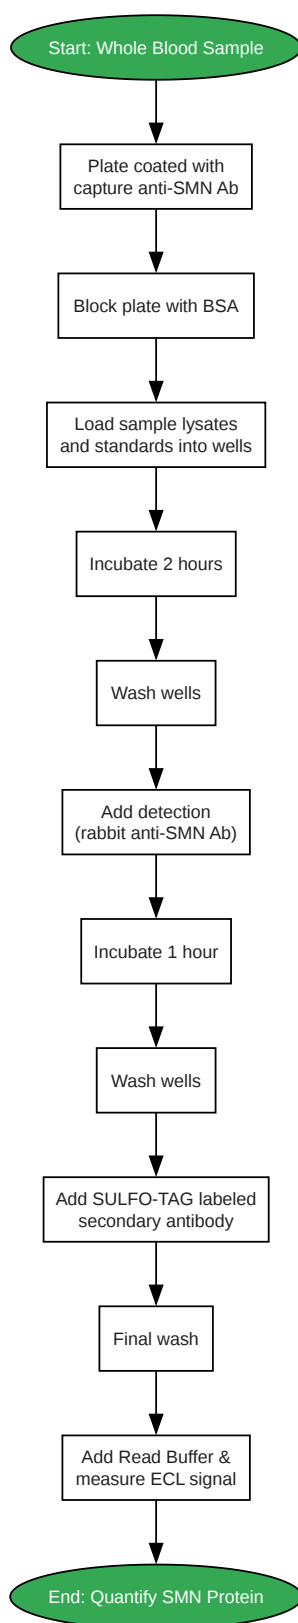 Start: Whole Blood Sample
Plate coated with
capture anti-SMN Ab
Block plate with BSA
Load sample lysates
and standards into wells
Incubate 2 hours
Wash wells
Add detection
(rabbit anti-SMN Ab)
Incubate 1 hour
Wash wells
Add SULFO-TAG labeled
secondary antibody
Final wash
Add Read Buffer &
measure ECL signal
End: Quantify SMN Protein